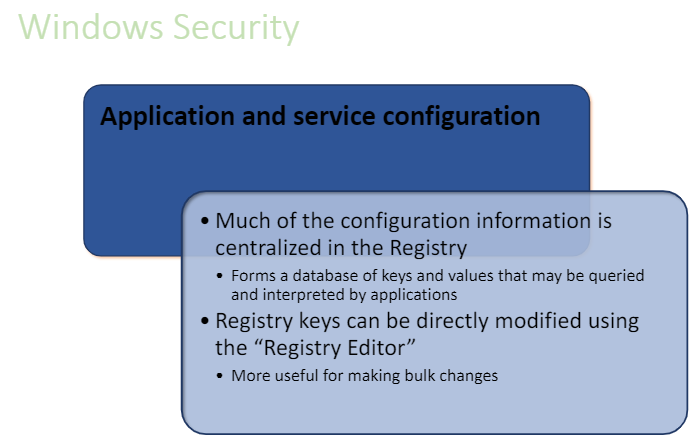 Windows Security
Application and service configuration
• Much of the configuration information is
centralized in the Registry
• Forms a database of keys and values that may be queried
and interpreted by applications
• Registry keys can be directly modified using
the “Registry Editor”
• More useful for making bulk changes